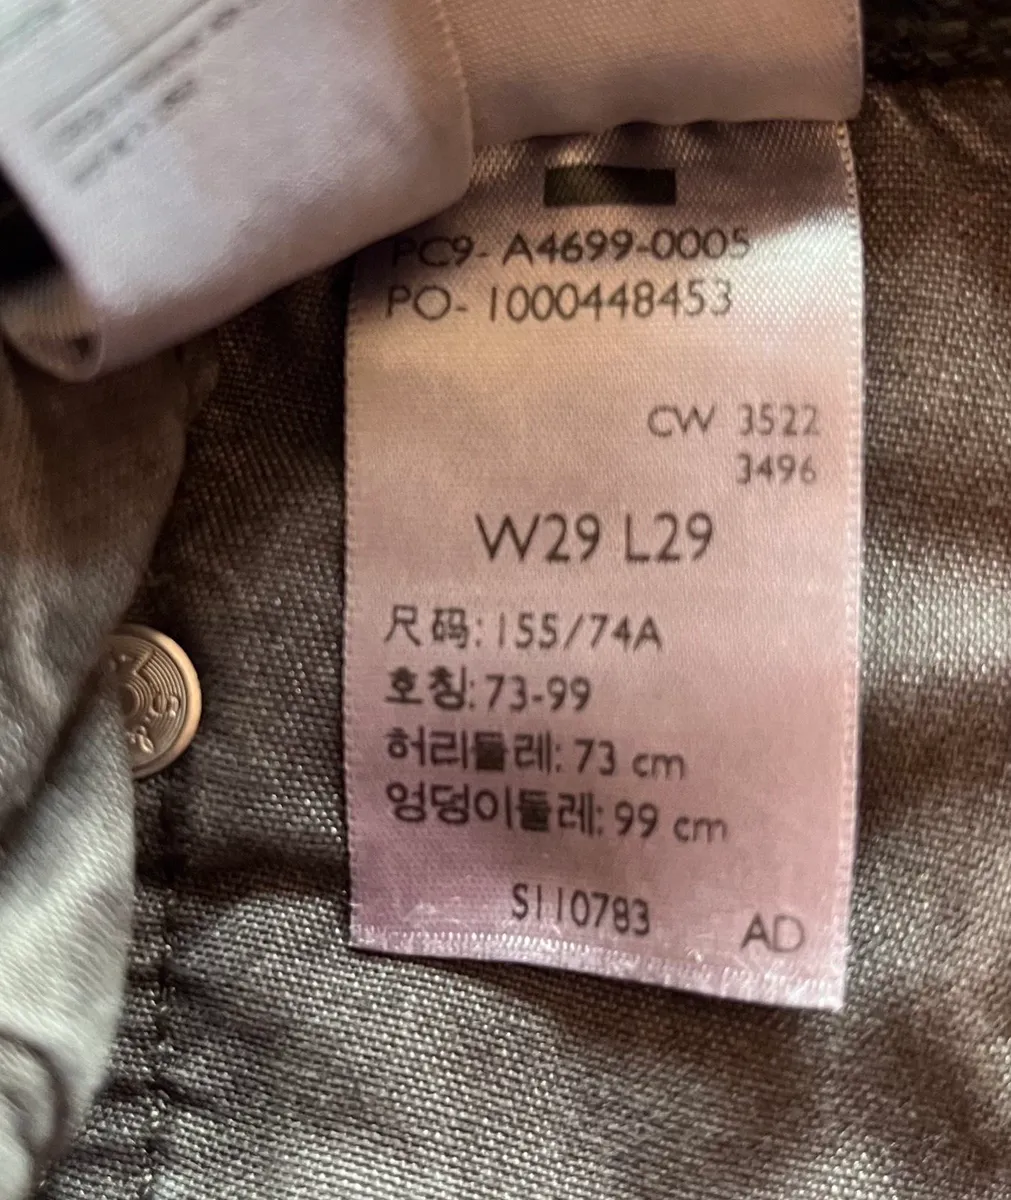 PC9- A4699-0005
PO- 1000448453
CW 3522
3496
W29 L29
尺码: 155/74A
호칭: 73-99
허리둘레: 73 cm
엉덩이둘레: 99 cm
S110783
AD